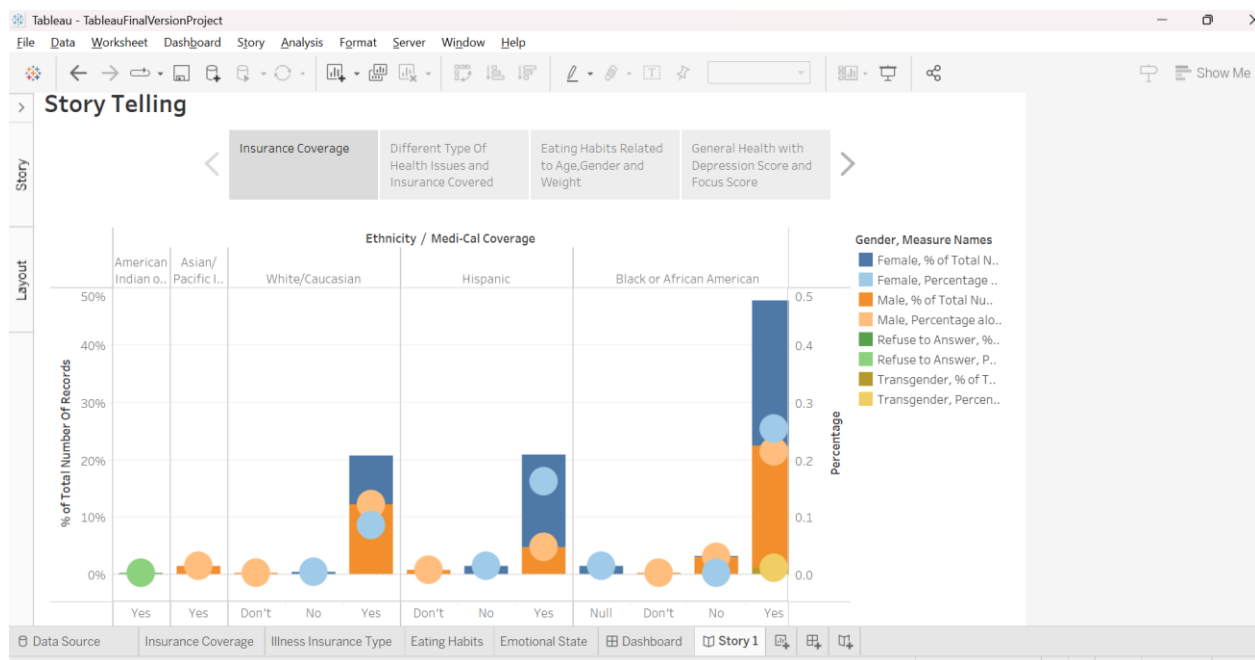 Tableau - TableauFinalVersionProject
File Data Worksheet Dashboard Story Analysis Format Server Window Help
Show Me
Story
Layout
Story Telling
Insurance Coverage
Different Type Of
Health Issues and
Insurance Covered
Eating Habits Related
to Age,Gender and
Weight
General Health with
Depression Score and
Focus Score
Ethnicity / Medi-Cal Coverage
American
Indian o..
Asian/
Pacific I..
White/Caucasian
Hispanic
Black or African American
% of Total Number Of Records
50%
40%
30%
20%
10%
0%
0.5
0.4
0.3
0.2
0.1
0.0
Percentage
Yes Yes Don't No Yes Don't No Yes Null Don't No Yes
Gender, Measure Names
Female, % of Total N..
Female, Percentage ..
Male, % of Total Nu..
Male, Percentage alo..
Refuse to Answer, %..
Refuse to Answer, P..
Transgender, % of T..
Transgender, Percen..
Data Source Insurance Coverage Illness Insurance Type Eating Habits Emotional State Dashboard Story 1